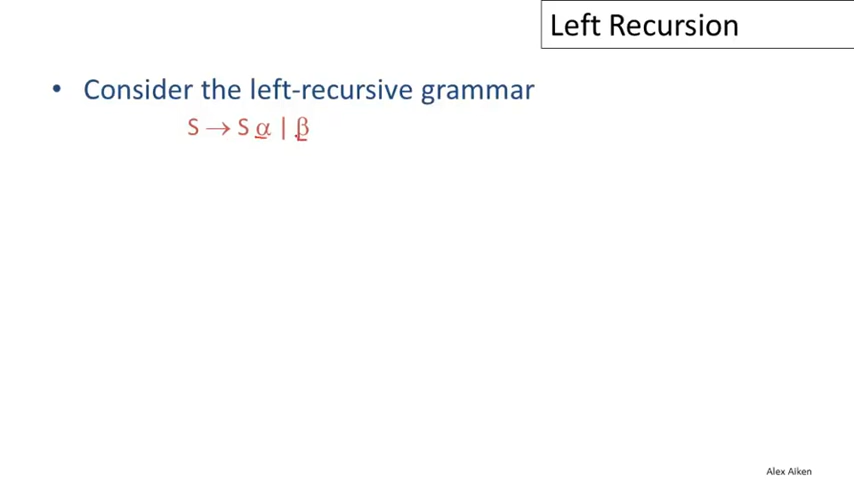 Left Recursion
• Consider the left-recursive grammar
S → S α | β
Alex Aiken